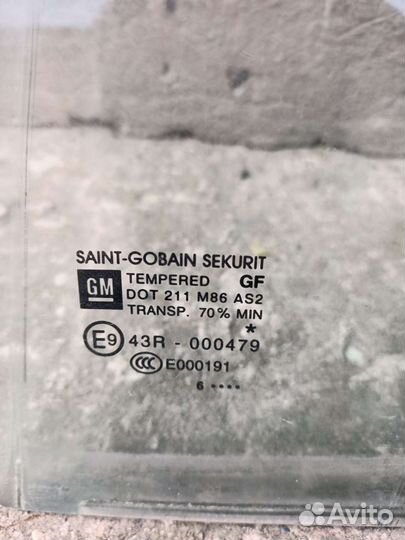 SAINT-GOBAIN SEKURIT
GM TEMPERED GF
DOT 211 M86 AS2
TRANSP. 70% MIN
*
E9 43R - 000479
CCC E000191
6 ····
Avito